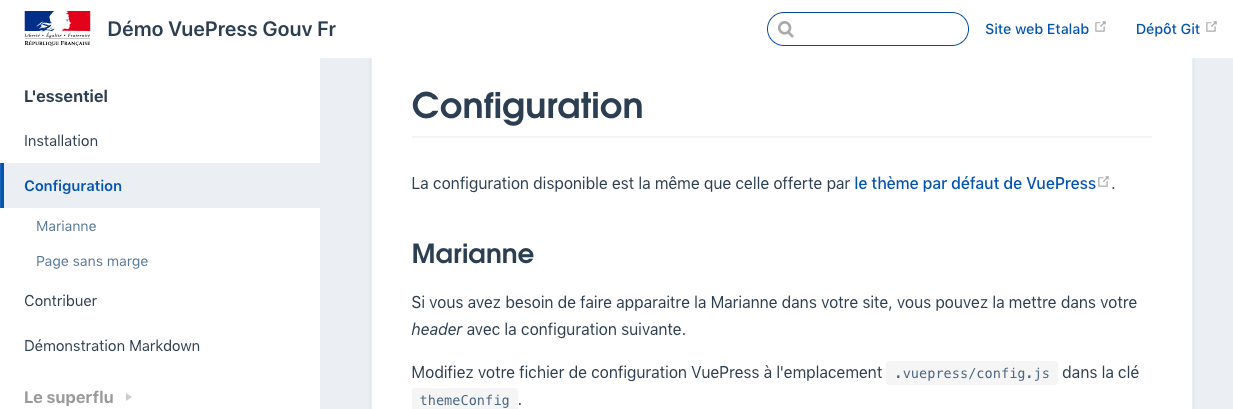 Liberté • Égalité • Fraternité
RÉPUBLIQUE FRANÇAISE
Démo VuePress Gouv Fr
Site web Etalab
Dépôt Git
L'essentiel
Installation
Configuration
Marianne
Page sans marge
Contribuer
Démonstration Markdown
Le superflu
Configuration
La configuration disponible est la même que celle offerte par le thème par défaut de VuePress.
Marianne
Si vous avez besoin de faire apparaitre la Marianne dans votre site, vous pouvez la mettre dans votre
header avec la configuration suivante.
Modifiez votre fichier de configuration VuePress à l'emplacement .vuepress/config.js dans la clé
themeConfig .